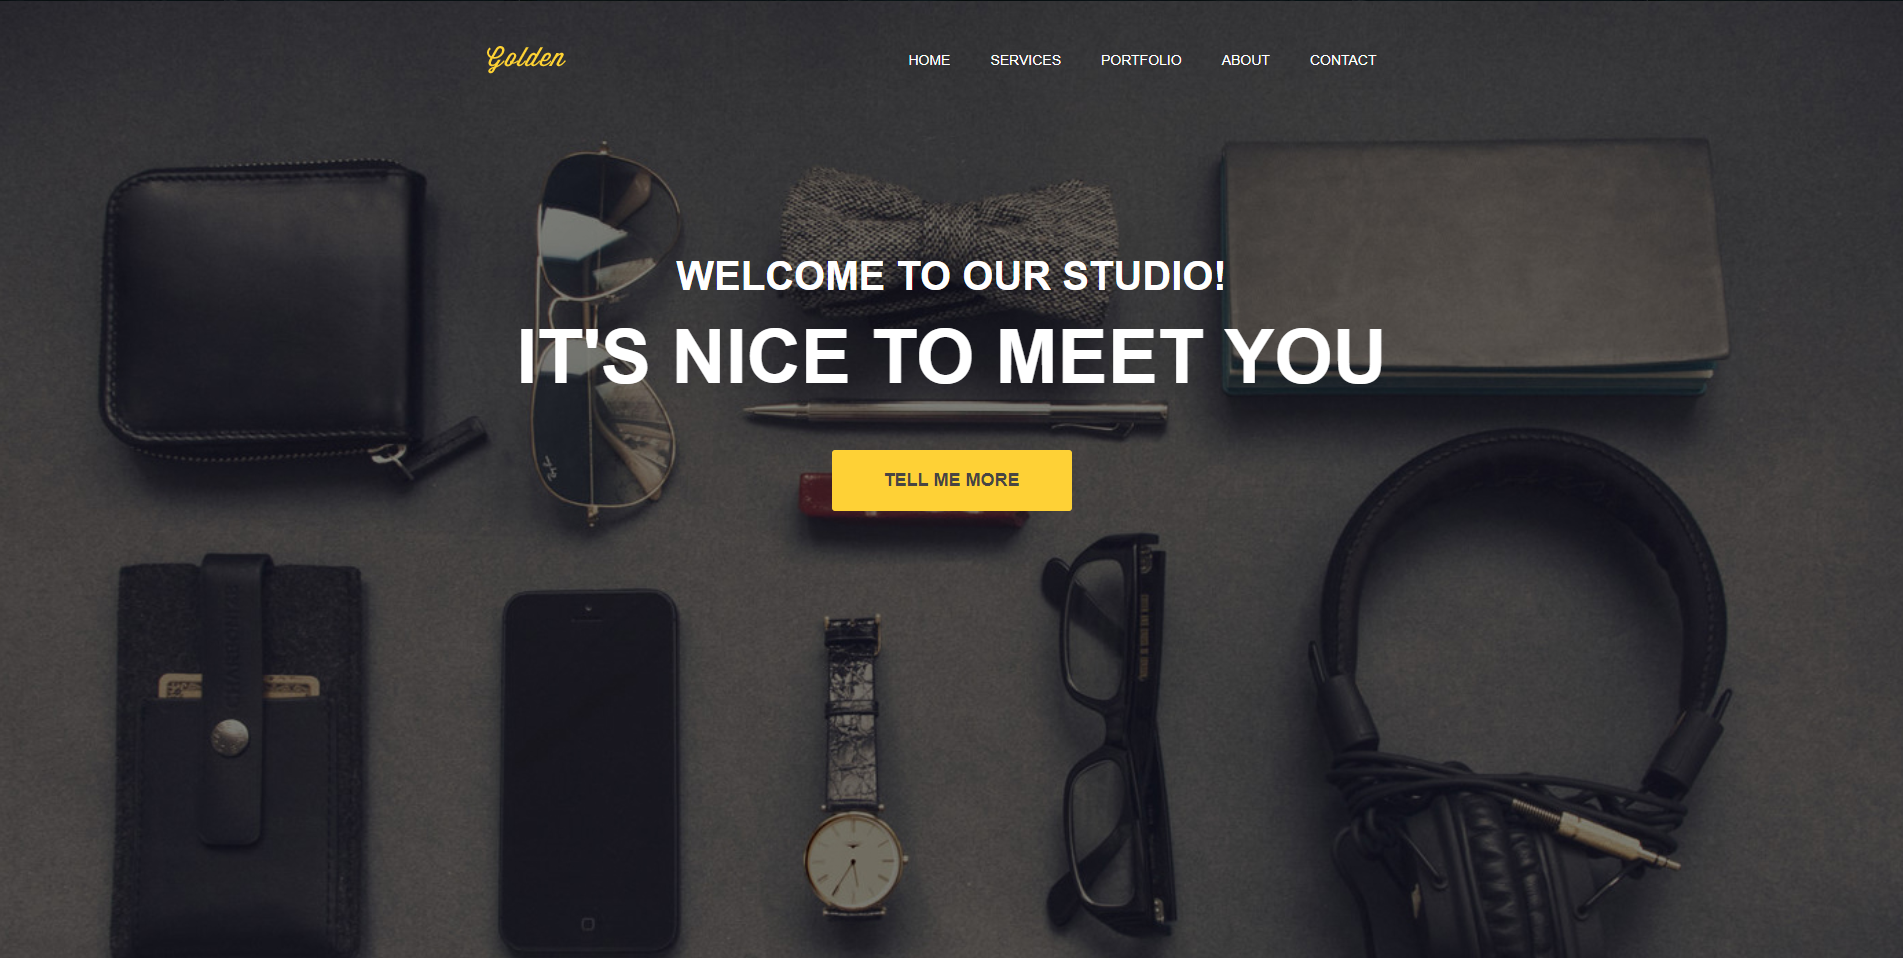 Golden
HOME SERVICES PORTFOLIO ABOUT CONTACT
WELCOME TO OUR STUDIO!
IT'S NICE TO MEET YOU
TELL ME MORE